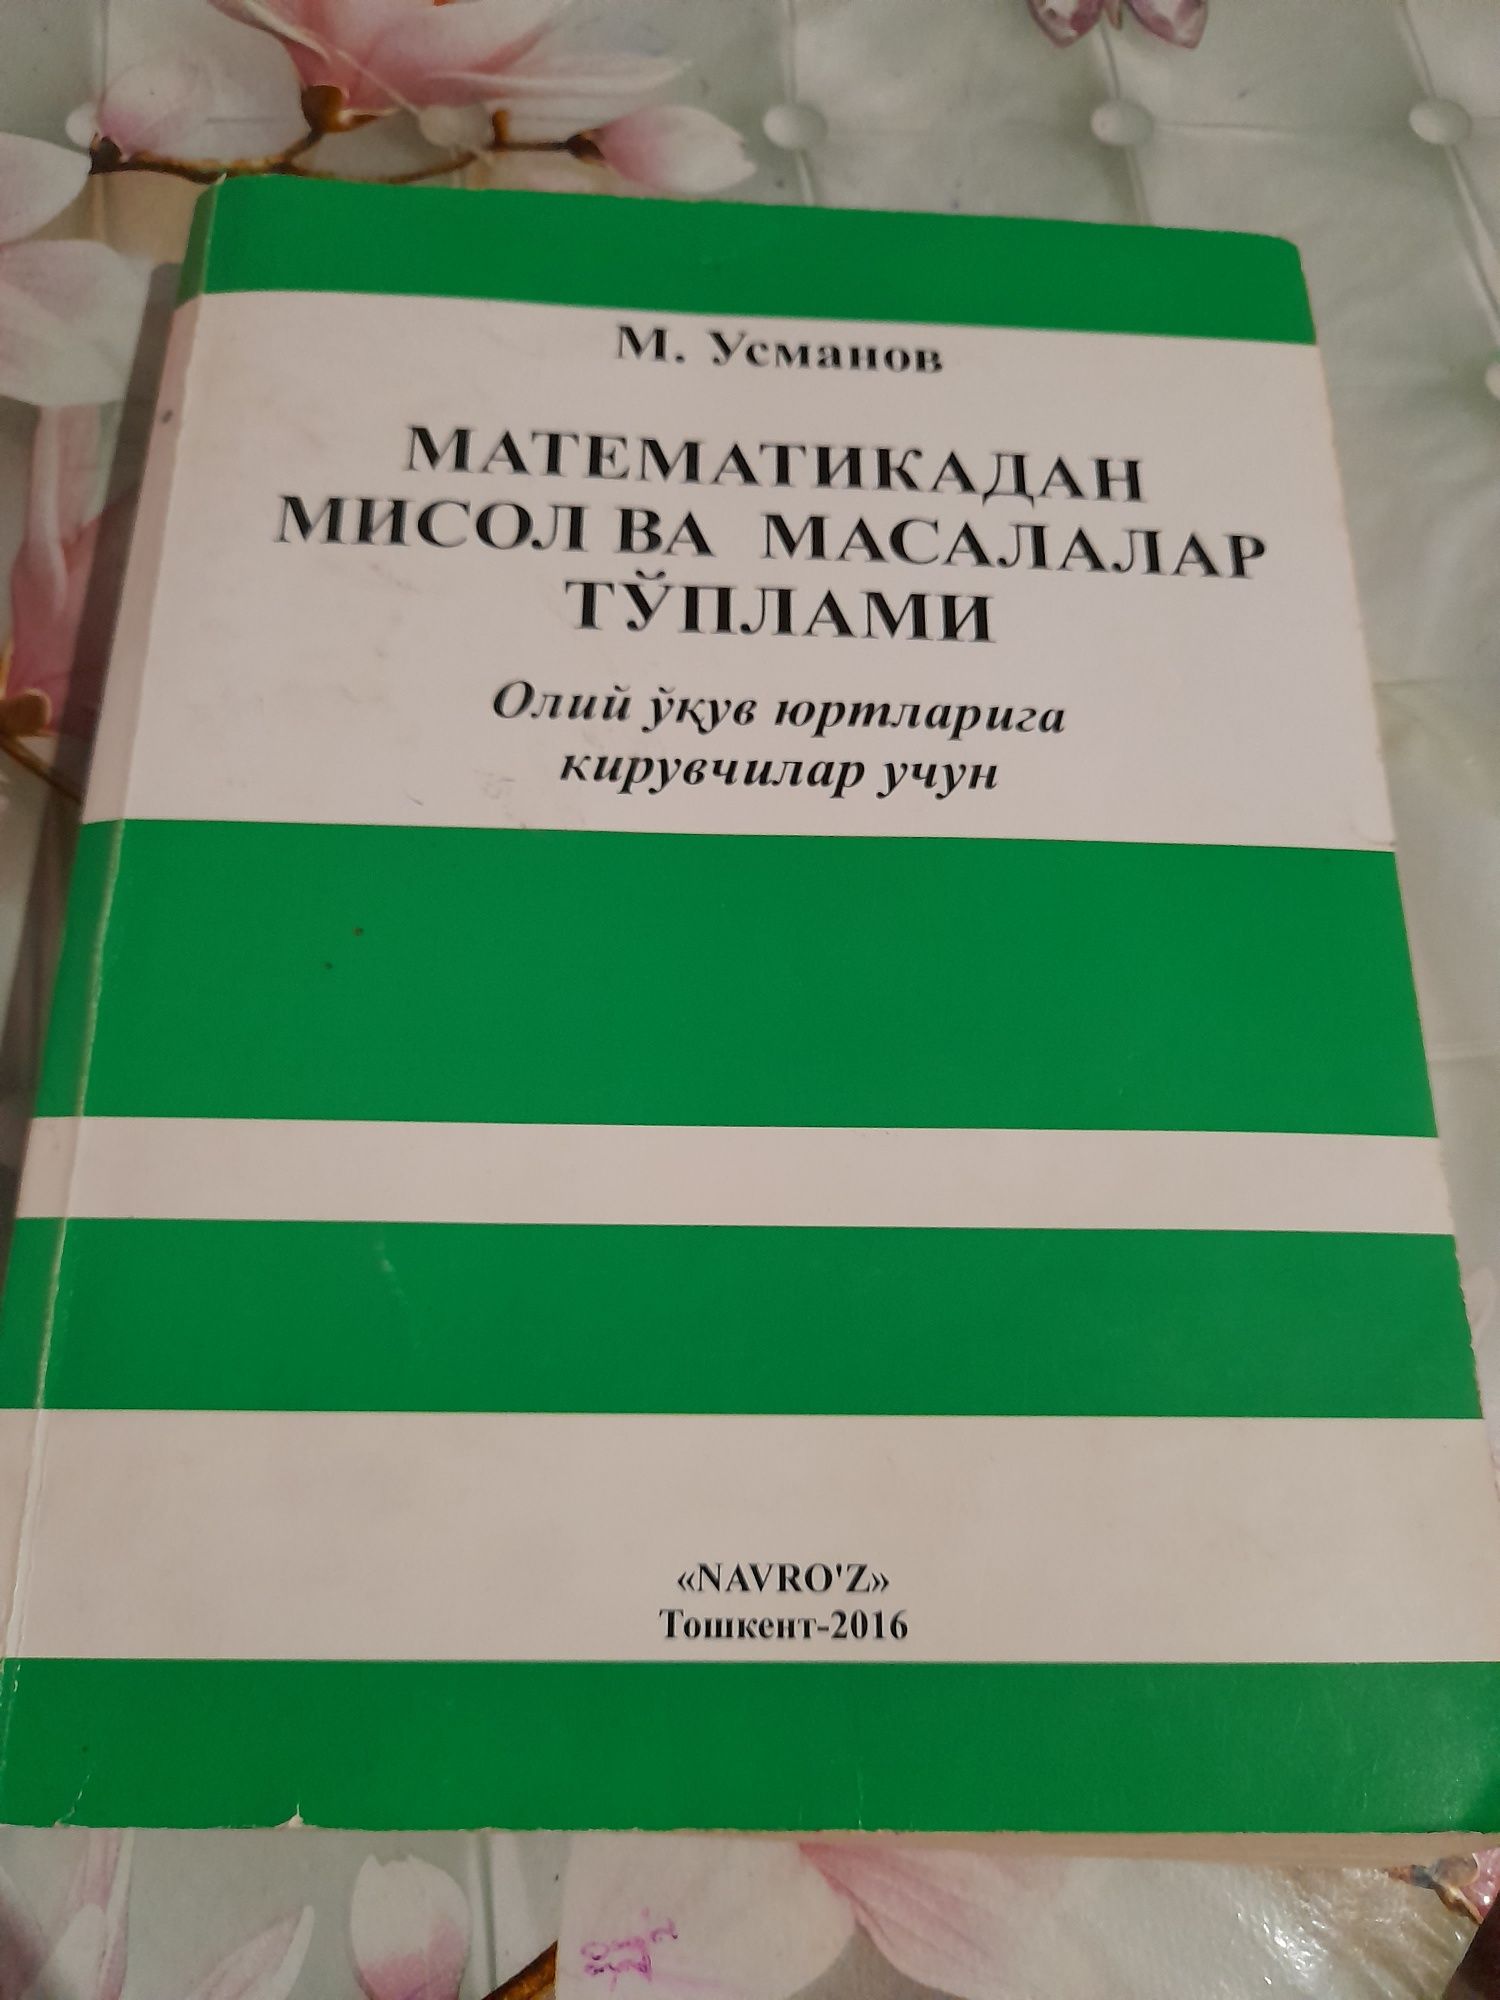 М. Усманов
МАТЕМАТИКАДАН
МИСОЛ ВА МАСАЛАЛАР
ТЎПЛАМИ
Олий ўқув юртларига
кирувчилар учун
«NAVRO'Z»
Тошкент-2016